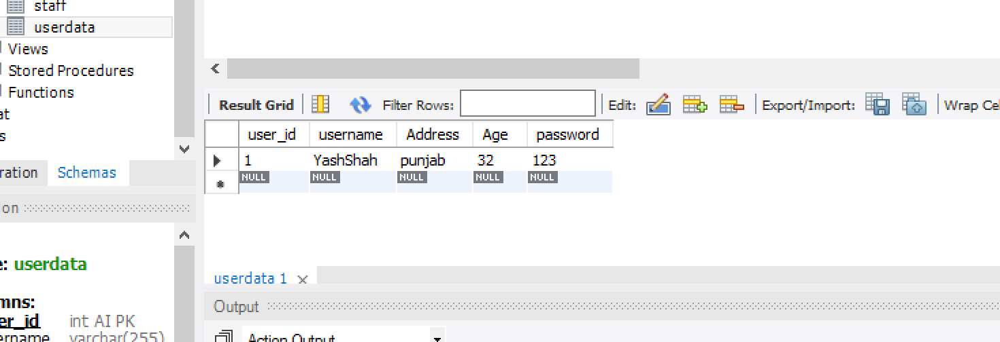 staff
userdata
Views
Stored Procedures
Functions
at
s
ration Schemas
on
e: userdata
mns:
er_id int AI PK
ername varchar(255)
Result Grid Filter Rows: Edit: Export/Import: Wrap Cel
user_id username Address Age password
1 YashShah punjab 32 123
NULL NULL NULL NULL NULL
userdata 1
Output
Action Output